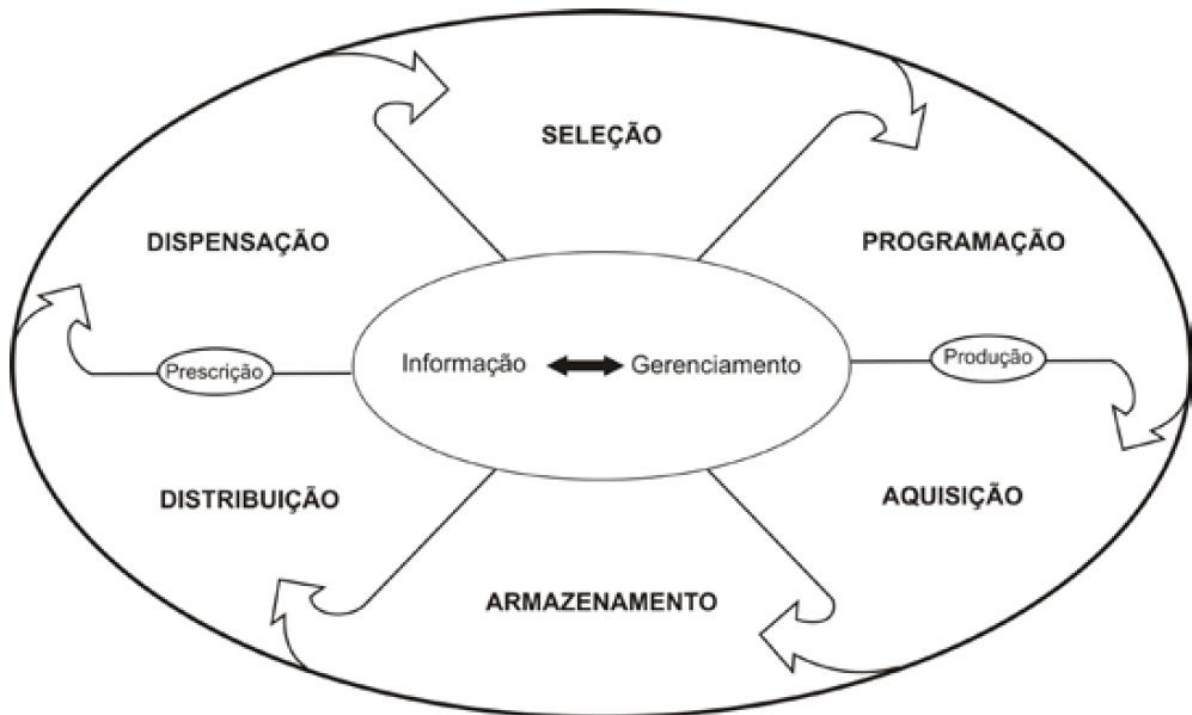 SELEÇÃO
DISPENSAÇÃO
PROGRAMAÇÃO
Prescrição
Informação
Gerenciamento
Produção
DISTRIBUIÇÃO
AQUISIÇÃO
ARMAZENAMENTO